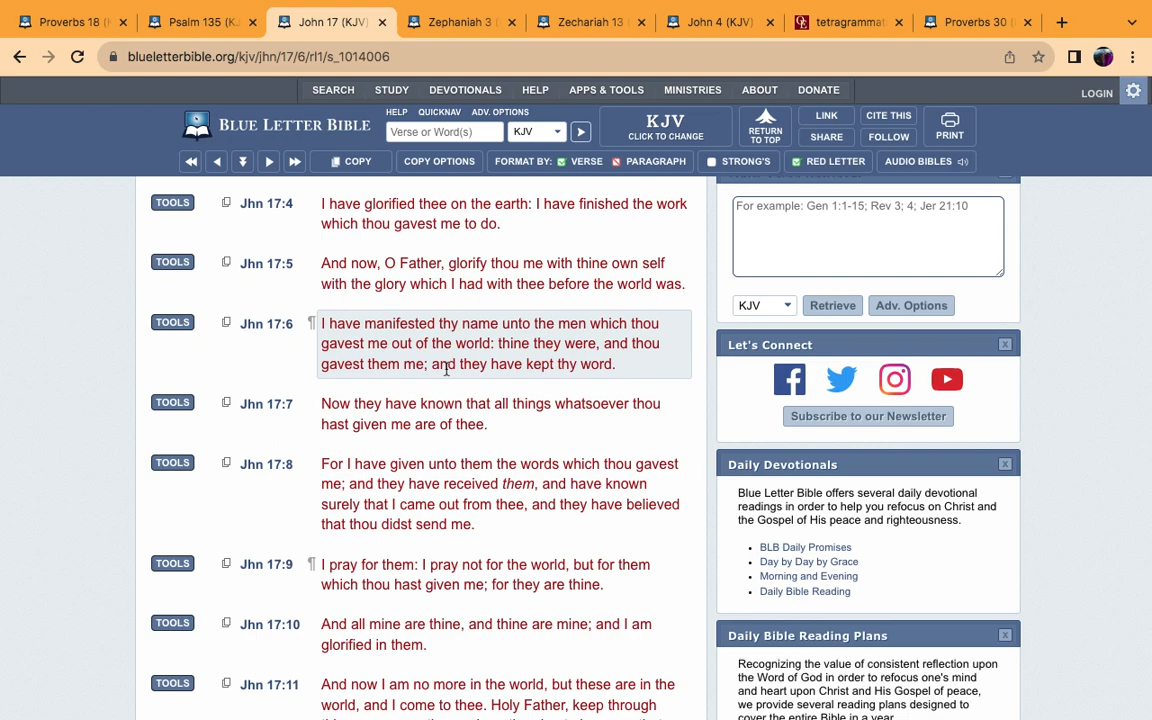 Proverbs 18 (
Psalm 135 (KJ
John 17 (KJV)
Zephaniah 3 (
Zechariah 13
John 4 (KJV)
tetragrammat
Proverbs 30 (
blueletterbible.org/kjv/jhn/17/6/rl1/s_1014006
SEARCH STUDY DEVOTIONALS HELP APPS & TOOLS MINISTRIES ABOUT DONATE LOGIN
BLUE LETTER BIBLE
HELP QUICKNAV ADV. OPTIONS
Verse or Word(s) KJV
KJV
CLICK TO CHANGE
RETURN
TO TOP
LINK CITE THIS
SHARE FOLLOW
PRINT
COPY COPY OPTIONS FORMAT BY: VERSE PARAGRAPH STRONG'S RED LETTER AUDIO BIBLES
TOOLS Jhn 17:4 I have glorified thee on the earth: I have finished the work
which thou gavest me to do.
TOOLS Jhn 17:5 And now, O Father, glorify thou me with thine own self
with the glory which I had with thee before the world was.
TOOLS Jhn 17:6 ¶ I have manifested thy name unto the men which thou
gavest me out of the world: thine they were, and thou
gavest them me; and they have kept thy word.
TOOLS Jhn 17:7 Now they have known that all things whatsoever thou
hast given me are of thee.
TOOLS Jhn 17:8 For I have given unto them the words which thou gavest
me; and they have received them, and have known
surely that I came out from thee, and they have believed
that thou didst send me.
TOOLS Jhn 17:9 ¶ I pray for them: I pray not for the world, but for them
which thou hast given me; for they are thine.
TOOLS Jhn 17:10 And all mine are thine, and thine are mine; and I am
glorified in them.
TOOLS Jhn 17:11 And now I am no more in the world, but these are in the
world, and I come to thee. Holy Father, keep through
For example: Gen 1:1-15; Rev 3; 4; Jer 21:10
KJV Retrieve Adv. Options
Let's Connect
Subscribe to our Newsletter
Daily Devotionals
Blue Letter Bible offers several daily devotional
readings in order to help you refocus on Christ and
the Gospel of His peace and righteousness.
BLB Daily Promises
Day by Day by Grace
Morning and Evening
Daily Bible Reading
Daily Bible Reading Plans
Recognizing the value of consistent reflection upon
the Word of God in order to refocus one's mind
and heart upon Christ and His Gospel of peace,
we provide several reading plans designed to
cover the entire Bible in a year.